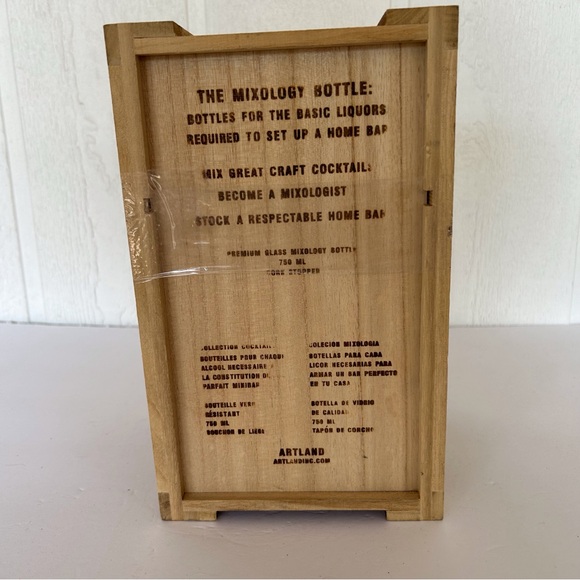 THE MIXOLOGY BOTTLE:
BOTTLES FOR THE BASIC LIQUORS
REQUIRED TO SET UP A HOME BAR
MIX GREAT CRAFT COCKTAILS
BECOME A MIXOLOGIST
STOCK A RESPECTABLE HOME BAR
PREMIUM GLASS MIXOLOGY BOTTLE
750 ML
CORK STOPPER
COLLECTION COCKTAIL
BOUTEILLES POUR CHAQUE
ALCOOL NECESSAIRE À
LA CONSTITUTION DU
PARFAIT MINIBAR
BOUTEILLE VERRE
RÉSISTANT
750 ML
BOUCHON DE LIEGE
COLECION MIXOLOGIA
BOTELLAS PARA CADA
LICOR NECESARIAS PARA
ARMAR UN BAR PERFECTO
EN TU CASA
BOTELLA DE VIDRIO
DE CALIDAD
750 ML
TAPÓN DE CORCHO
ARTLAND
ARTLANDINC.COM